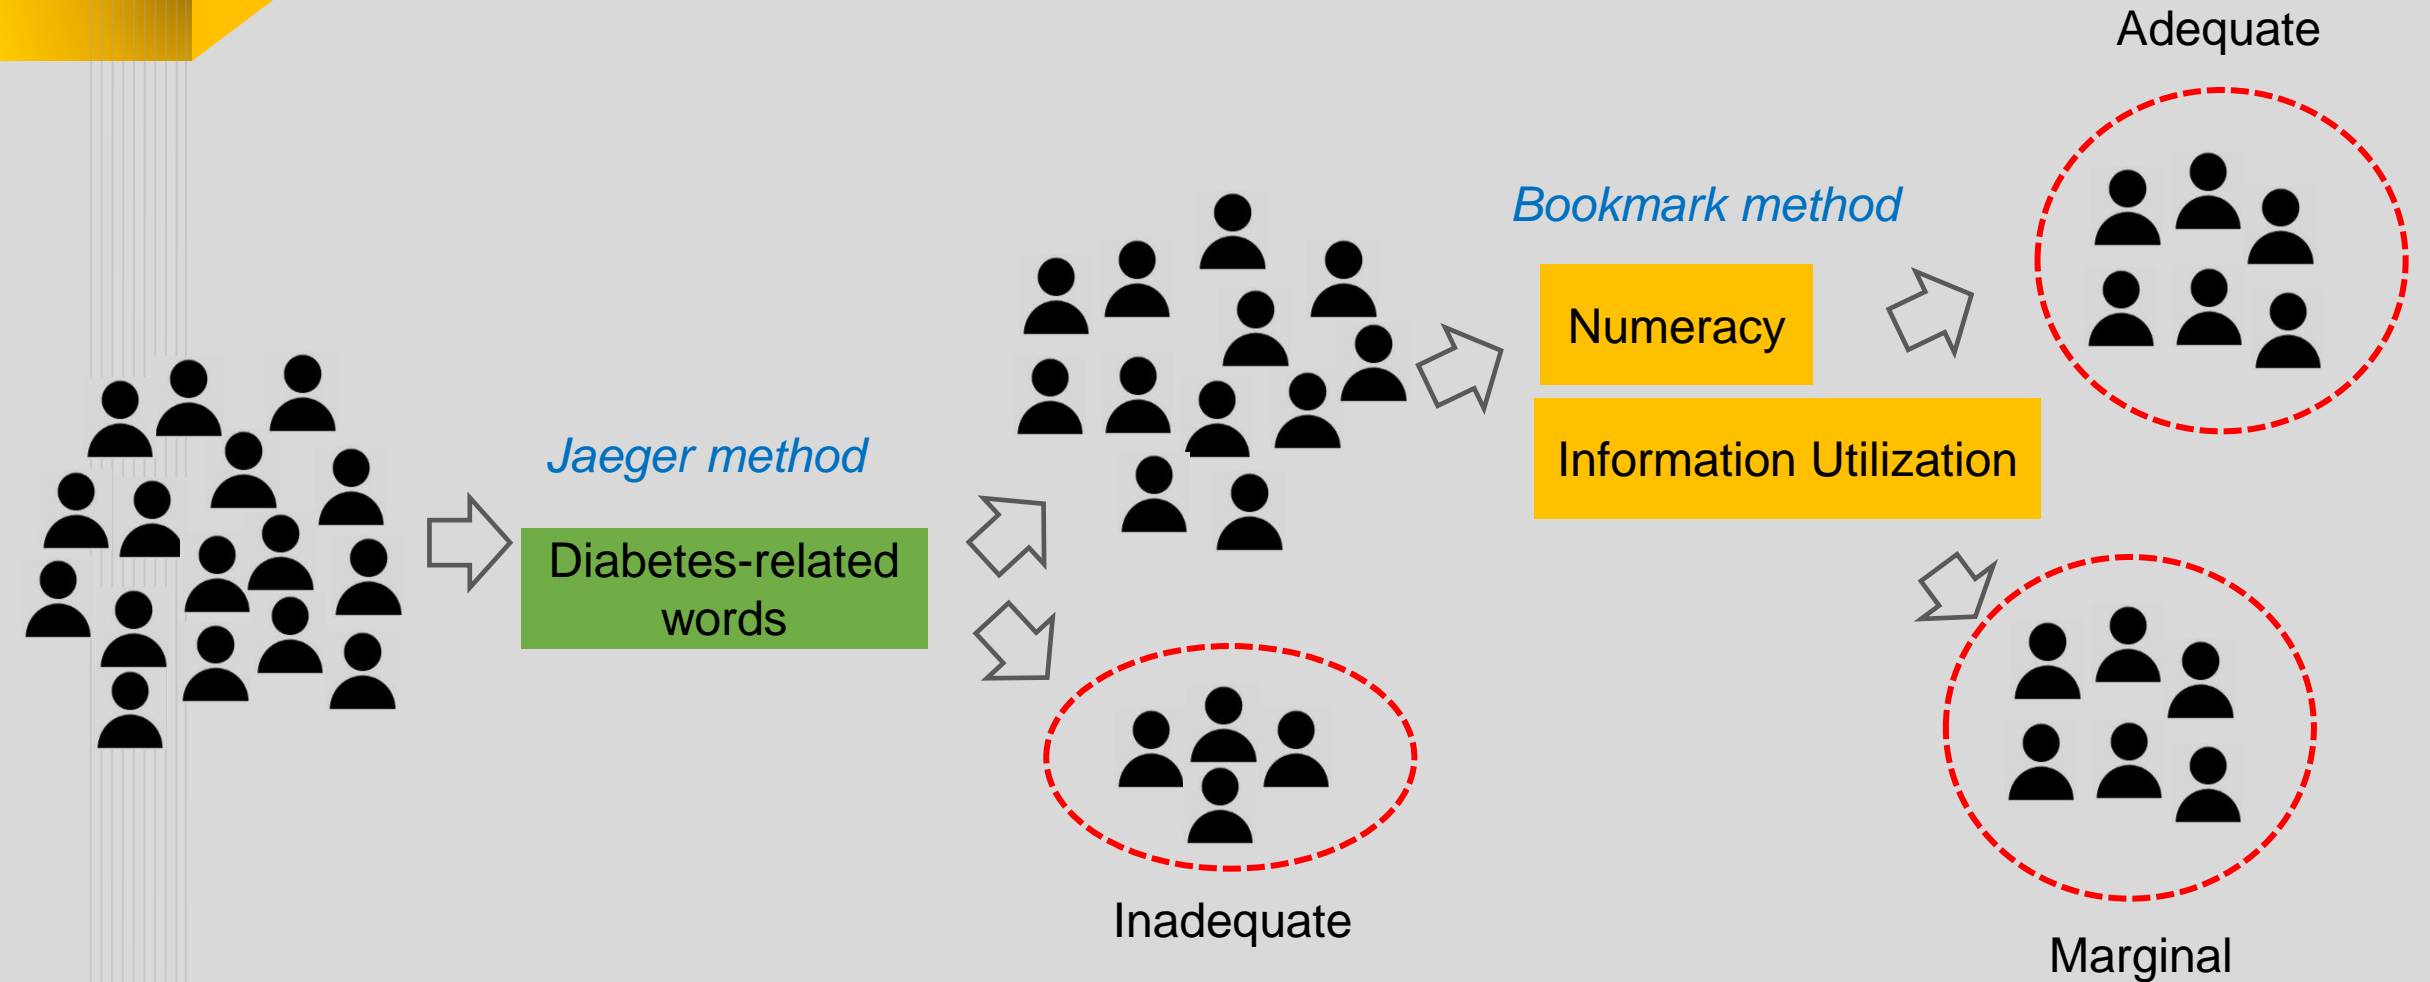 Adequate
Bookmark method
Numeracy
Information Utilization
Jaeger method
Diabetes-related
words
Inadequate
Marginal